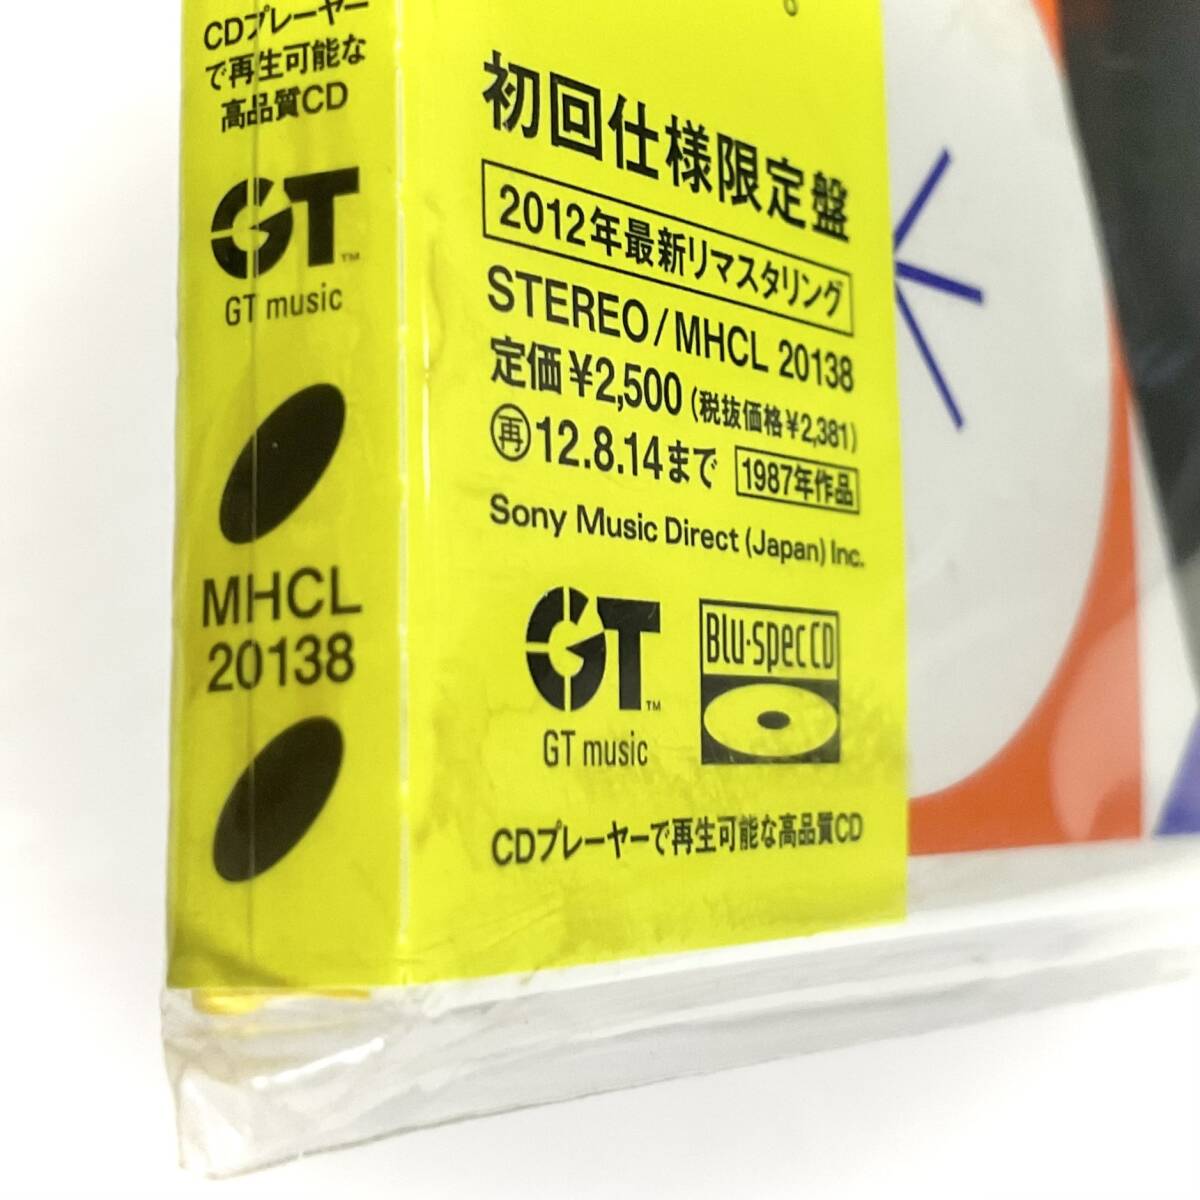 CDプレーヤー
で再生可能な
高品質CD
GT™
GT music
MHCL
20138
初回仕様限定盤
2012年最新リマスタリング
STEREO/MHCL 20138
定価¥2,500(税抜価格¥2,381)
再12.8.14まで 1987年作品
Sony Music Direct (Japan) Inc.
GT™ Blu-specCD
GT music
CDプレーヤーで再生可能な高品質CD